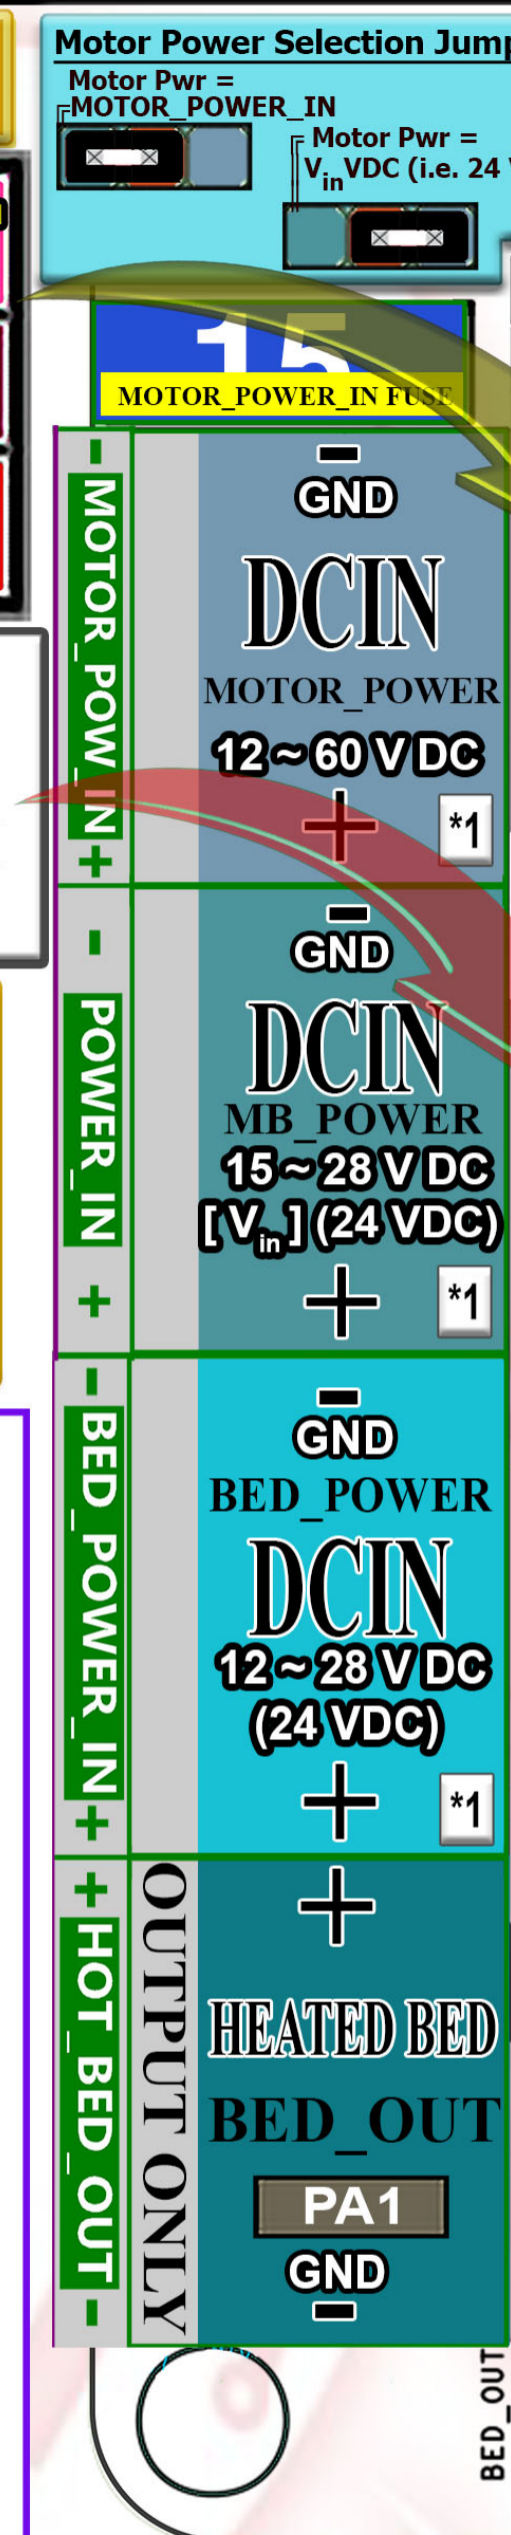 Motor Power Selection Jump
Motor Pwr =
MOTOR_POWER_IN
Motor Pwr =
VinVDC (i.e. 24 V
15
MOTOR_POWER_IN FUSE
- MOTOR_POW_IN +
-
GND
DCIN
MOTOR_POWER
12 ~ 60 V DC
+
*1
- POWER_IN +
-
GND
DCIN
MB_POWER
15 ~ 28 V DC
[ Vin ] (24 VDC)
+
*1
- BED_POWER_IN +
-
GND
BED_POWER
DCIN
12 ~ 28 V DC
(24 VDC)
+
*1
+ HOT_BED_OUT -
OUTPUT ONLY
+
HEATED BED
BED_OUT
PA1
GND
-
BED_OUT